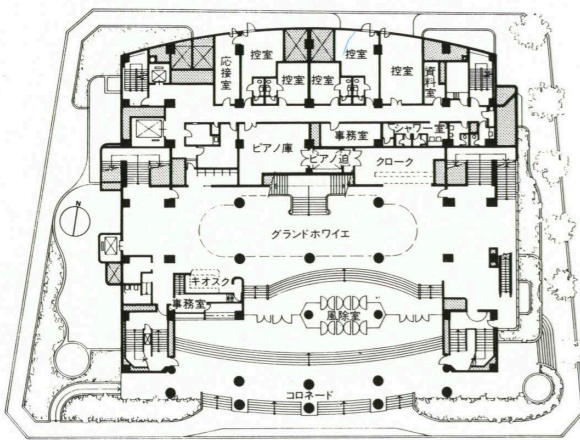 応接室
控室
控室
控室
控室
控室
資料室
ピアノ庫
事務室
シャワー室
ピアノ迫
クローク
N
グランドホワイエ
キオスク
事務室
風除室
コロネード